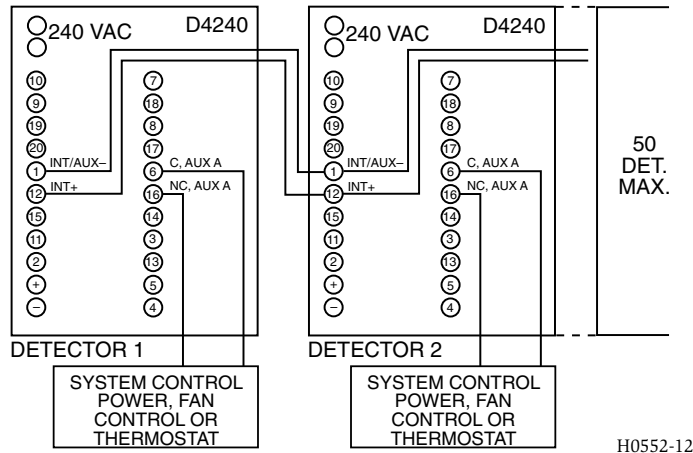 240 VAC D4240
10
9
19
20
1 INT/AUX–
12 INT+
15
11
2
+
–
7
18
8
17
6 C, AUX A
16 NC, AUX A
14
3
13
5
4
DETECTOR 1
SYSTEM CONTROL
POWER, FAN
CONTROL OR
THERMOSTAT
240 VAC D4240
10
9
19
20
1 INT/AUX–
12 INT+
15
11
2
+
–
7
18
8
17
6 C, AUX A
16 NC, AUX A
14
3
13
5
4
DETECTOR 2
SYSTEM CONTROL
POWER, FAN
CONTROL OR
THERMOSTAT
50
DET.
MAX.
H0552-12